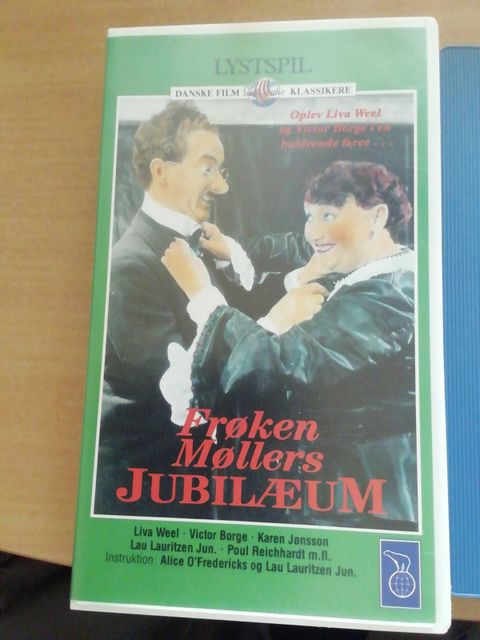 LYSTSPIL
DANSKE FILM KLASSIKERE
Oplev Liva Weel
og Victor Borge i en
buldrende farce . . .
Frøken
Møllers
JUBILÆUM
Liva Weel · Victor Borge · Karen Jønsson
Lau Lauritzen Jun. · Poul Reichhardt m.fl.
Instruktion: Alice O'Fredericks og Lau Lauritzen Jun.